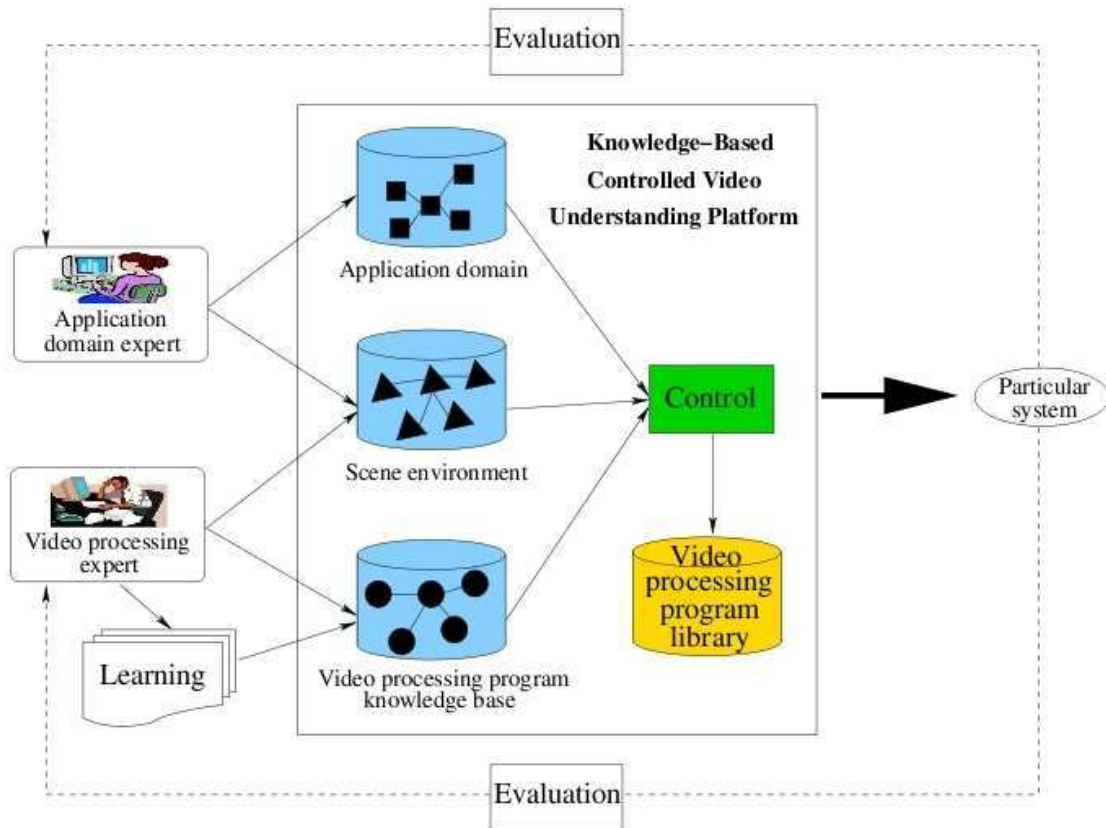 Evaluation
Knowledge-Based
Controlled Video
Understanding Platform
Application domain
Application
domain expert
Scene environment
Control
Particular
system
Video processing
expert
Learning
Video processing program
knowledge base
Video
processing
program
library
Evaluation